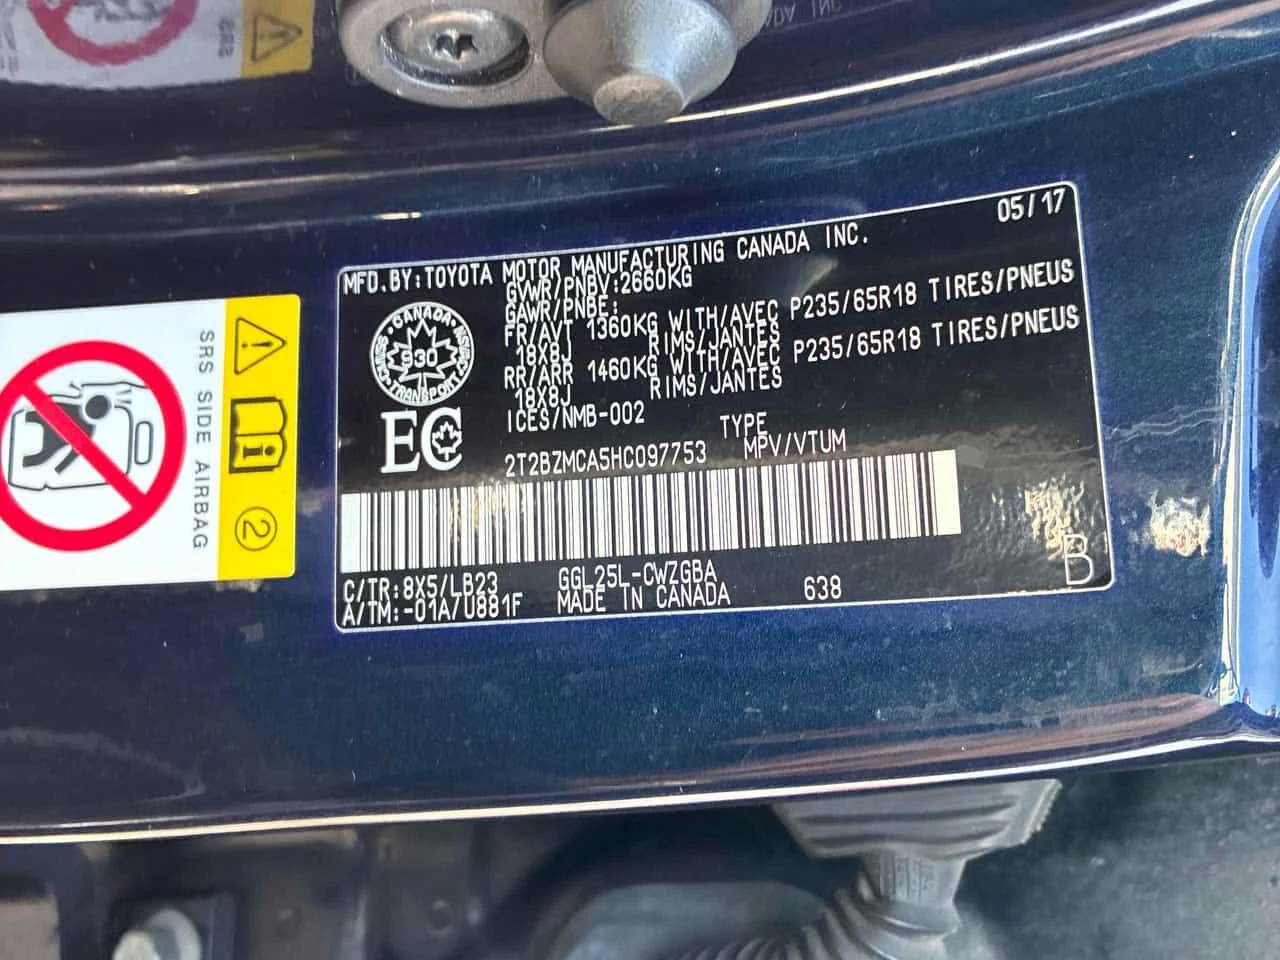 05/17
MFD.BY:TOYOTA MOTOR MANUFACTURING CANADA INC.
GVWR/PNBV:2660KG
GAWR/PNBE:
FR/AVT 1360KG WITH/AVEC P235/65R18 TIRES/PNEUS
18X8J RIMS/JANTES
RR/ARR 1460KG WITH/AVEC P235/65R18 TIRES/PNEUS
18X8J RIMS/JANTES
ICES/NMB-002
TYPE
2T2BZMCA5HC097753 MPV/VTUM
CANADA
930
TRANSPORT
EC
C/TR:8X5/LB23 GGL25L-CWZGBA
A/TM:-01A/U881F MADE IN CANADA 638
B
SRS SIDE AIRBAG
2